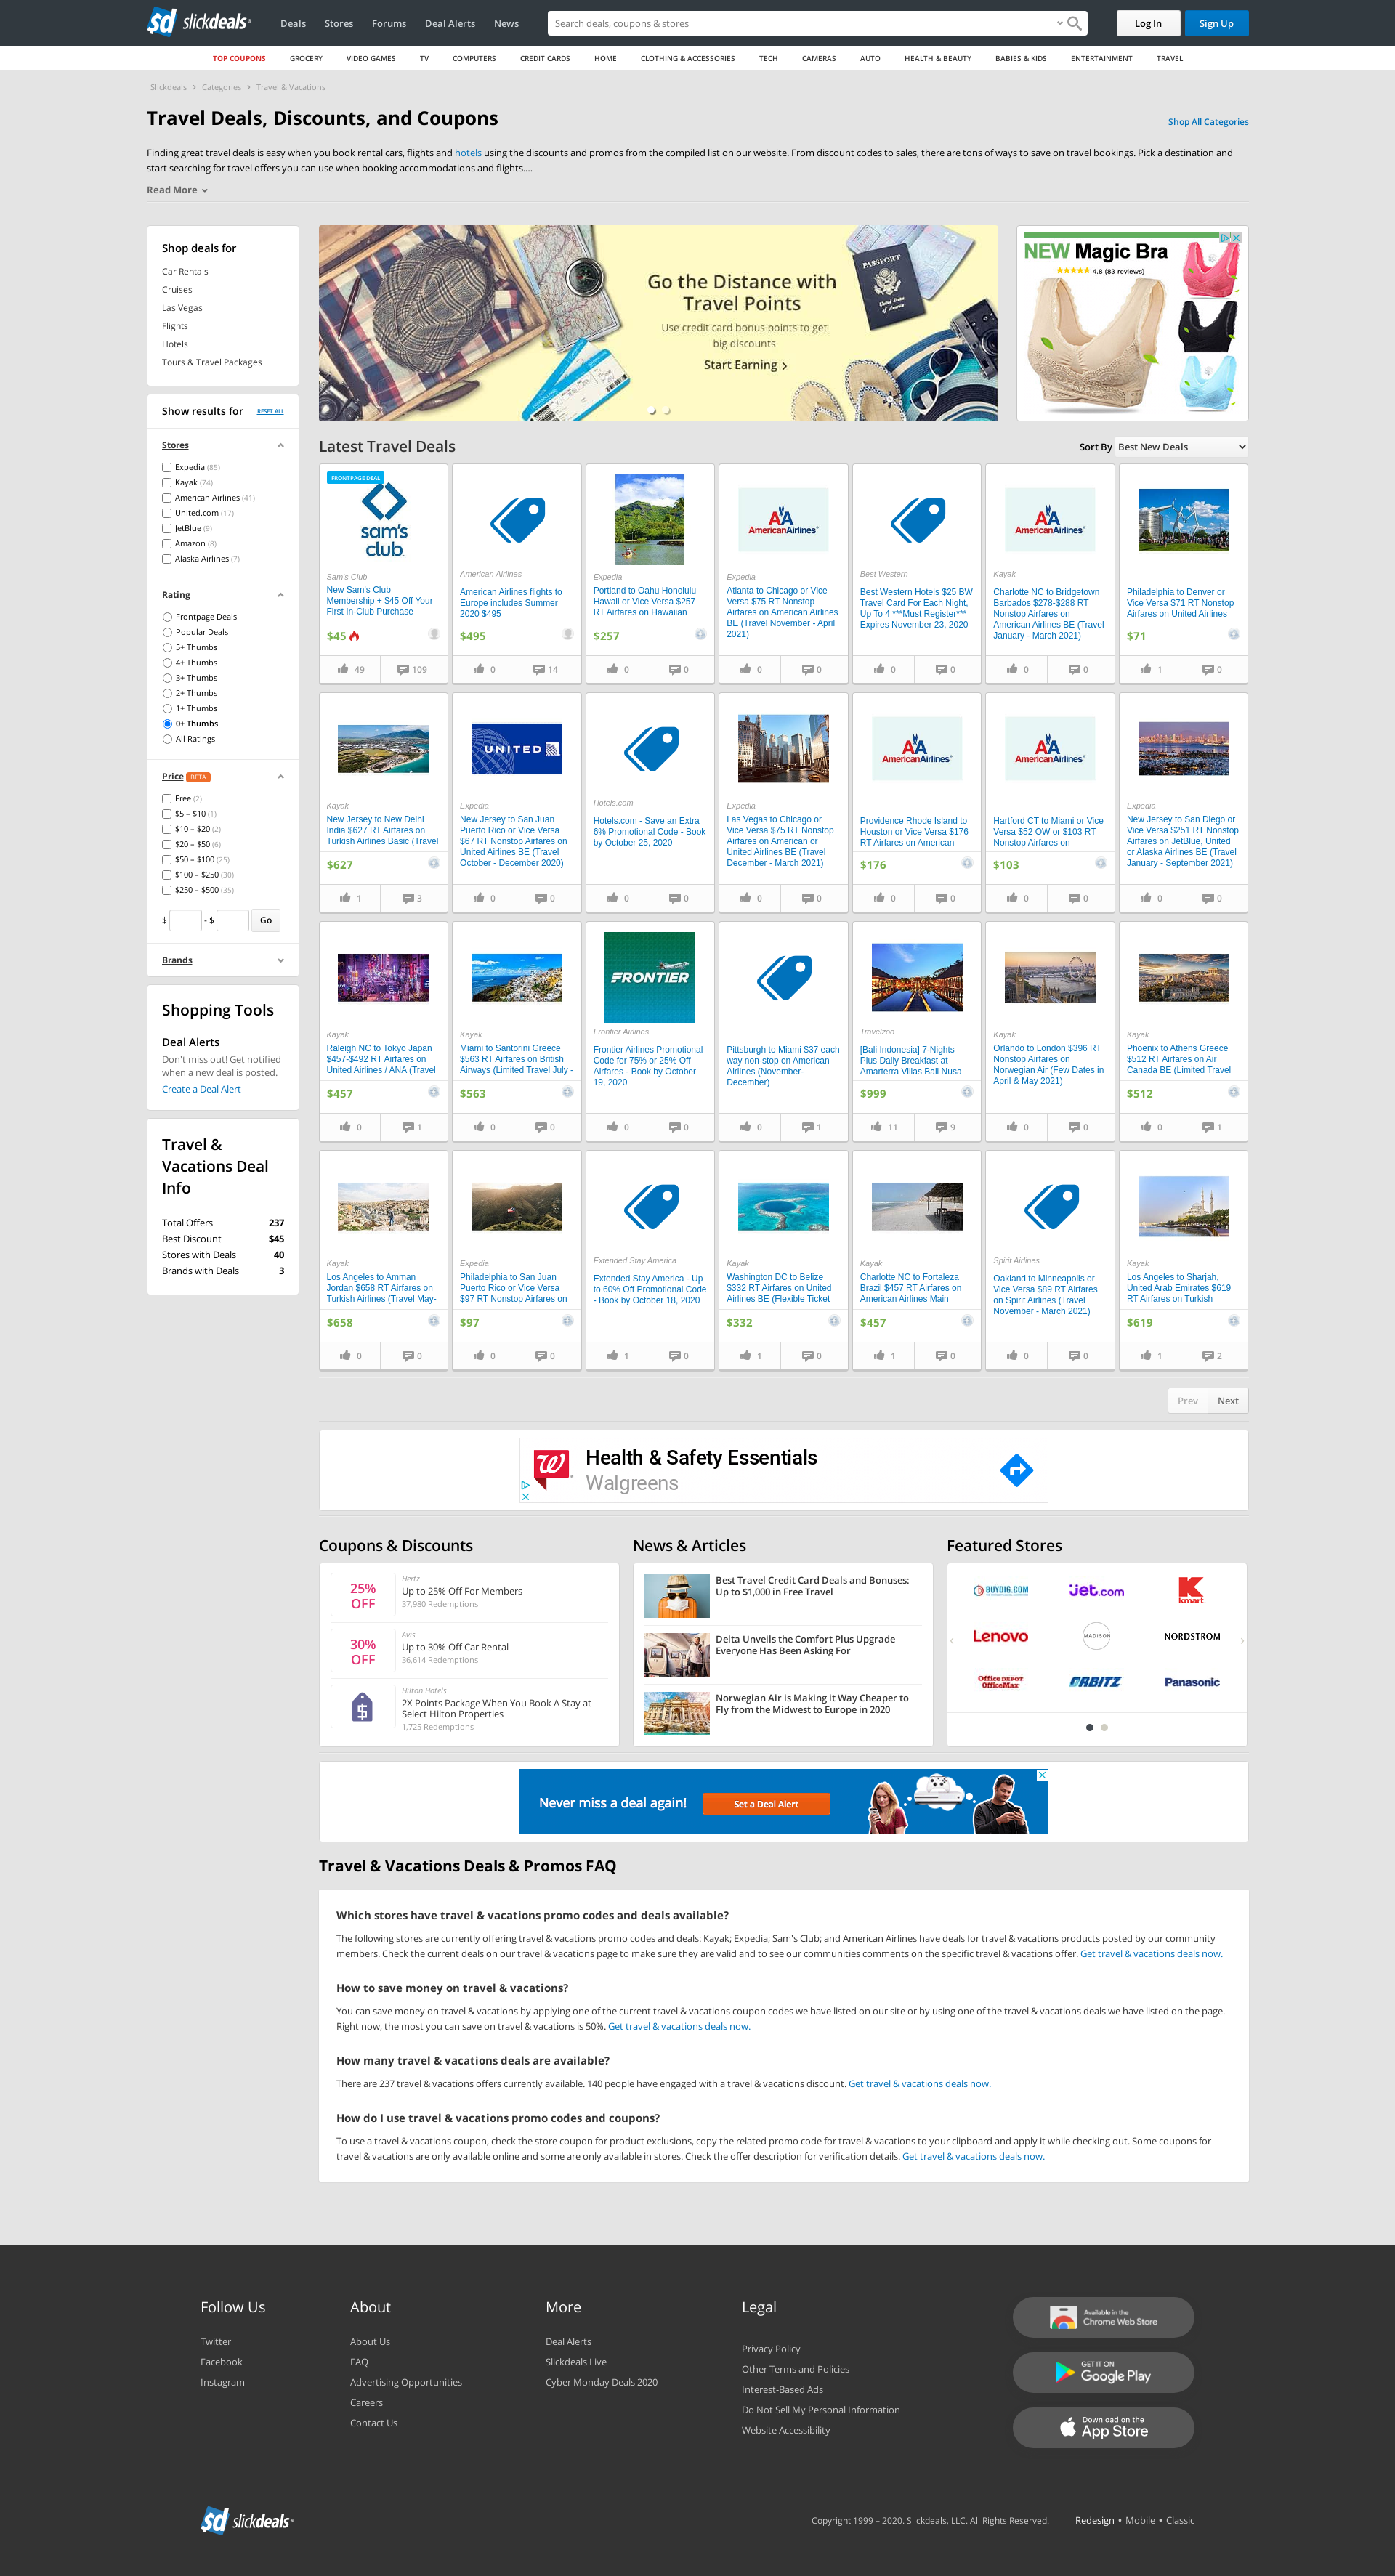 slickdeals
Deals
Stores
Forums
Deal Alerts
News
Search deals, coupons & stores
Log In
Sign Up
TOP COUPONS
GROCERY
VIDEO GAMES
TV
COMPUTERS
CREDIT CARDS
HOME
CLOTHING & ACCESSORIES
TECH
CAMERAS
AUTO
HEALTH & BEAUTY
BABIES & KIDS
ENTERTAINMENT
TRAVEL
Slickdeals › Categories › Travel & Vacations
Travel Deals, Discounts, and Coupons
Shop All Categories
Finding great travel deals is easy when you book rental cars, flights and hotels using the discounts and promos from the compiled list on our website. From discount codes to sales, there are tons of ways to save on travel bookings. Pick a destination and
start searching for travel offers you can use when booking accommodations and flights....
Read More
Shop deals for
Car Rentals
Cruises
Las Vegas
Flights
Hotels
Tours & Travel Packages
Show results for
RESET ALL
Stores
Expedia (85)
Kayak (74)
American Airlines (41)
United.com (17)
JetBlue (9)
Amazon (8)
Alaska Airlines (7)
Rating
Frontpage Deals
Popular Deals
5+ Thumbs
4+ Thumbs
3+ Thumbs
2+ Thumbs
1+ Thumbs
0+ Thumbs
All Ratings
Price BETA
Free (2)
$5 – $10 (1)
$10 – $20 (2)
$20 – $50 (6)
$50 – $100 (25)
$100 – $250 (30)
$250 – $500 (35)
$ - $ Go
Brands
Shopping Tools
Deal Alerts
Don't miss out! Get notified
when a new deal is posted.
Create a Deal Alert
Travel &
Vacations Deal
Info
Total Offers 237
Best Discount $45
Stores with Deals 40
Brands with Deals 3
PASSPORT
Go the Distance with
Travel Points
Use credit card bonus points to get
big discounts
Start Earning ›
NEW Magic Bra
4.8 (83 reviews)
Latest Travel Deals
Sort By Best New Deals
FRONTPAGE DEAL
sam's club
Sam's Club
New Sam's Club
Membership + $45 Off Your
First In-Club Purchase
$45
49
109
American Airlines
American Airlines flights to
Europe includes Summer
2020 $495
$495
0
14
Expedia
Portland to Oahu Honolulu
Hawaii or Vice Versa $257
RT Airfares on Hawaiian
$257
0
0
AmericanAirlines
Expedia
Atlanta to Chicago or Vice
Versa $75 RT Nonstop
Airfares on American Airlines
BE (Travel November - April
2021)
0
0
Best Western
Best Western Hotels $25 BW
Travel Card For Each Night,
Up To 4 ***Must Register***
Expires November 23, 2020
0
0
AmericanAirlines
Kayak
Charlotte NC to Bridgetown
Barbados $278-$288 RT
Nonstop Airfares on
American Airlines BE (Travel
January - March 2021)
0
0
Philadelphia to Denver or
Vice Versa $71 RT Nonstop
Airfares on United Airlines
$71
1
0
Kayak
New Jersey to New Delhi
India $627 RT Airfares on
Turkish Airlines Basic (Travel
$627
1
3
UNITED
Expedia
New Jersey to San Juan
Puerto Rico or Vice Versa
$67 RT Nonstop Airfares on
United Airlines BE (Travel
October - December 2020)
0
0
Hotels.com
Hotels.com - Save an Extra
6% Promotional Code - Book
by October 25, 2020
0
0
Expedia
Las Vegas to Chicago or
Vice Versa $75 RT Nonstop
Airfares on American or
United Airlines BE (Travel
December - March 2021)
0
0
AmericanAirlines
Providence Rhode Island to
Houston or Vice Versa $176
RT Airfares on American
$176
0
0
AmericanAirlines
Hartford CT to Miami or Vice
Versa $52 OW or $103 RT
Nonstop Airfares on
$103
0
0
Expedia
New Jersey to San Diego or
Vice Versa $251 RT Nonstop
Airfares on JetBlue, United
or Alaska Airlines BE (Travel
January - September 2021)
0
0
Kayak
Raleigh NC to Tokyo Japan
$457-$492 RT Airfares on
United Airlines / ANA (Travel
$457
0
1
Kayak
Miami to Santorini Greece
$563 RT Airfares on British
Airways (Limited Travel July -
$563
0
0
FRONTIER
Frontier Airlines
Frontier Airlines Promotional
Code for 75% or 25% Off
Airfares - Book by October
19, 2020
0
0
Pittsburgh to Miami $37 each
way non-stop on American
Airlines (November-
December)
0
1
Travelzoo
[Bali Indonesia] 7-Nights
Plus Daily Breakfast at
Amarterra Villas Bali Nusa
$999
11
9
Kayak
Orlando to London $396 RT
Nonstop Airfares on
Norwegian Air (Few Dates in
April & May 2021)
0
0
Kayak
Phoenix to Athens Greece
$512 RT Airfares on Air
Canada BE (Limited Travel
$512
0
1
Kayak
Los Angeles to Amman
Jordan $658 RT Airfares on
Turkish Airlines (Travel May-
$658
0
0
Expedia
Philadelphia to San Juan
Puerto Rico or Vice Versa
$97 RT Nonstop Airfares on
$97
0
0
Extended Stay America
Extended Stay America - Up
to 60% Off Promotional Code
- Book by October 18, 2020
1
0
Kayak
Washington DC to Belize
$332 RT Airfares on United
Airlines BE (Flexible Ticket
$332
1
0
Kayak
Charlotte NC to Fortaleza
Brazil $457 RT Airfares on
American Airlines Main
$457
1
0
Spirit Airlines
Oakland to Minneapolis or
Vice Versa $89 RT Airfares
on Spirit Airlines (Travel
November - March 2021)
0
0
Kayak
Los Angeles to Sharjah,
United Arab Emirates $619
RT Airfares on Turkish
$619
1
2
Prev
Next
Health & Safety Essentials
Walgreens
Coupons & Discounts
25%
OFF
Hertz
Up to 25% Off For Members
37,980 Redemptions
30%
OFF
Avis
Up to 30% Off Car Rental
36,614 Redemptions
Hilton Hotels
2X Points Package When You Book A Stay at
Select Hilton Properties
1,725 Redemptions
News & Articles
Best Travel Credit Card Deals and Bonuses:
Up to $1,000 in Free Travel
Delta Unveils the Comfort Plus Upgrade
Everyone Has Been Asking For
Norwegian Air is Making it Way Cheaper to
Fly from the Midwest to Europe in 2020
Featured Stores
BUYDIG.COM
jet.com
kmart
Lenovo
MADISON
NORDSTROM
Office DEPOT
OfficeMax
ORBITZ
Panasonic
Never miss a deal again!
Set a Deal Alert
Travel & Vacations Deals & Promos FAQ
Which stores have travel & vacations promo codes and deals available?
The following stores are currently offering travel & vacations promo codes and deals: Kayak; Expedia; Sam's Club; and American Airlines have deals for travel & vacations products posted by our community
members. Check the current deals on our travel & vacations page to make sure they are valid and to see our communities comments on the specific travel & vacations offer. Get travel & vacations deals now.
How to save money on travel & vacations?
You can save money on travel & vacations by applying one of the current travel & vacations coupon codes we have listed on our site or by using one of the travel & vacations deals we have listed on the page.
Right now, the most you can save on travel & vacations is 50%. Get travel & vacations deals now.
How many travel & vacations deals are available?
There are 237 travel & vacations offers currently available. 140 people have engaged with a travel & vacations discount. Get travel & vacations deals now.
How do I use travel & vacations promo codes and coupons?
To use a travel & vacations coupon, check the store coupon for product exclusions, copy the related promo code for travel & vacations to your clipboard and apply it while checking out. Some coupons for
travel & vacations are only available online and some are only available in stores. Check the offer description for verification details. Get travel & vacations deals now.
Follow Us
Twitter
Facebook
Instagram
About
About Us
FAQ
Advertising Opportunities
Careers
Contact Us
More
Deal Alerts
Slickdeals Live
Cyber Monday Deals 2020
Legal
Privacy Policy
Other Terms and Policies
Interest-Based Ads
Do Not Sell My Personal Information
Website Accessibility
Available in the
Chrome Web Store
GET IT ON
Google Play
Download on the
App Store
slickdeals
Copyright 1999 – 2020. Slickdeals, LLC. All Rights Reserved.
Redesign • Mobile • Classic